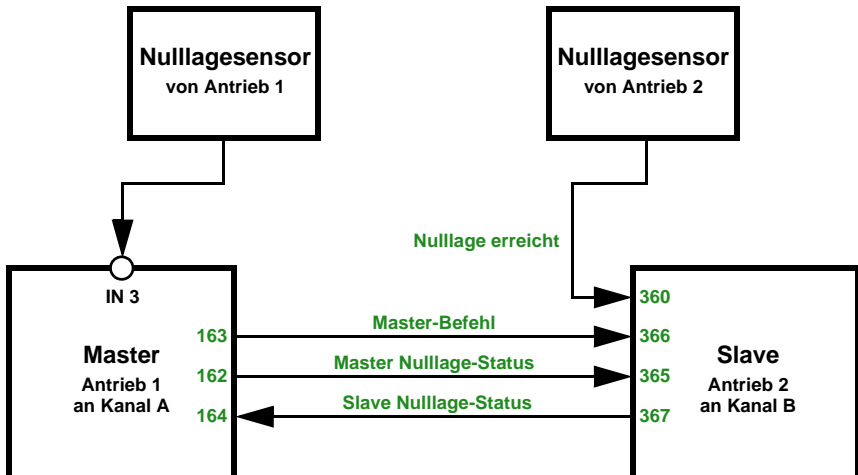 Nulllagesensor
von Antrieb 1
Nulllagesensor
von Antrieb 2
Nulllage erreicht
IN 3
360
163
Master-Befehl
366
Master
Antrieb 1
an Kanal A
162
Master Nulllage-Status
365
Slave
Antrieb 2
an Kanal B
164
Slave Nulllage-Status
367